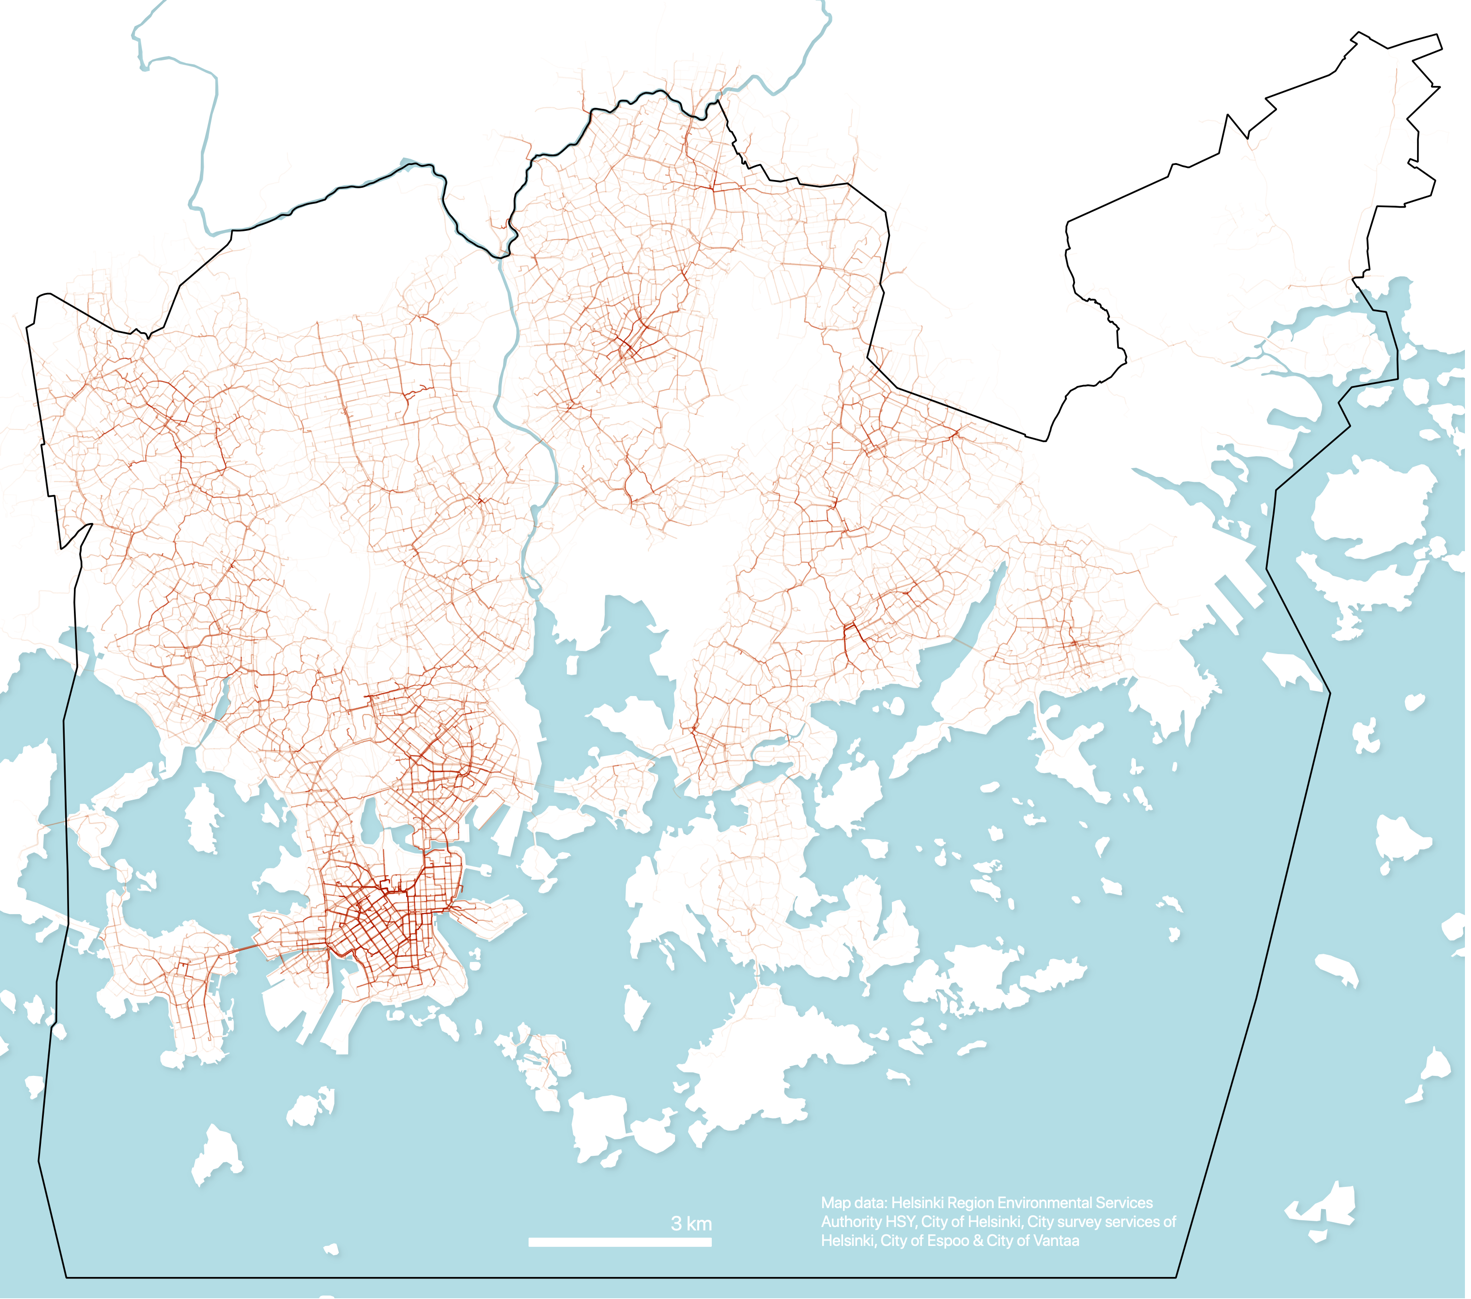 3 km
Map data: Helsinki Region Environmental Services
Authority HSY, City of Helsinki, City survey services of
Helsinki, City of Espoo & City of Vantaa